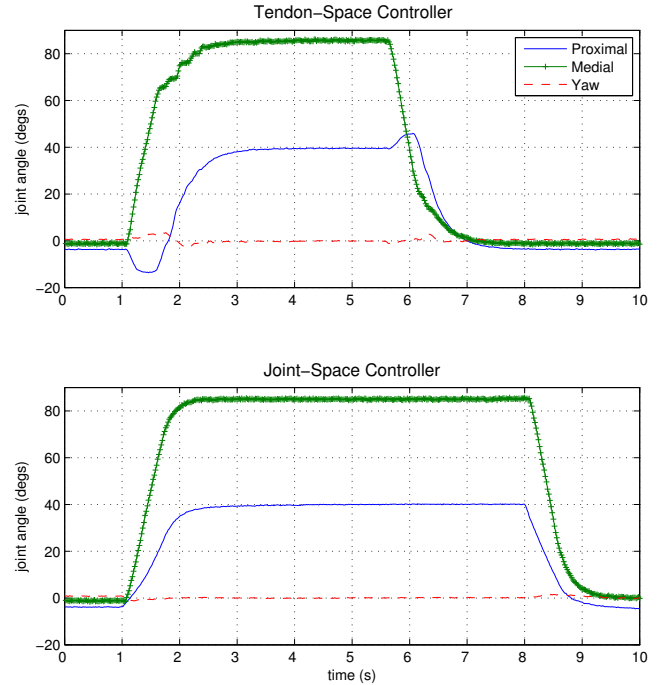 Tendon−Space Controller
80
60
40
20
0
−20
joint angle (degs)
Proximal
Medial
Yaw
0 1 2 3 4 5 6 7 8 9 10
Joint−Space Controller
80
60
40
20
0
−20
joint angle (degs)
0 1 2 3 4 5 6 7 8 9 10
time (s)